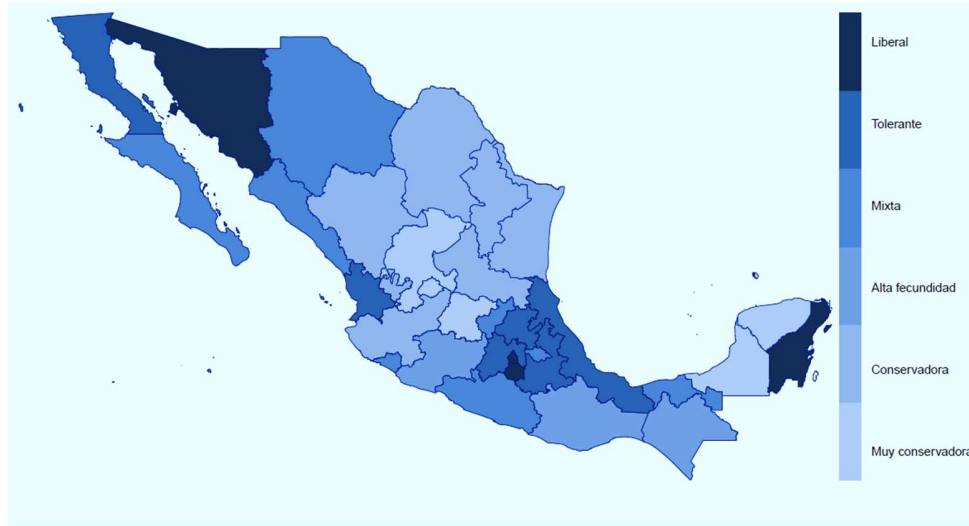 Liberal
Tolerante
Mixta
Alta fecundidad
Conservadora
Muy conservadora